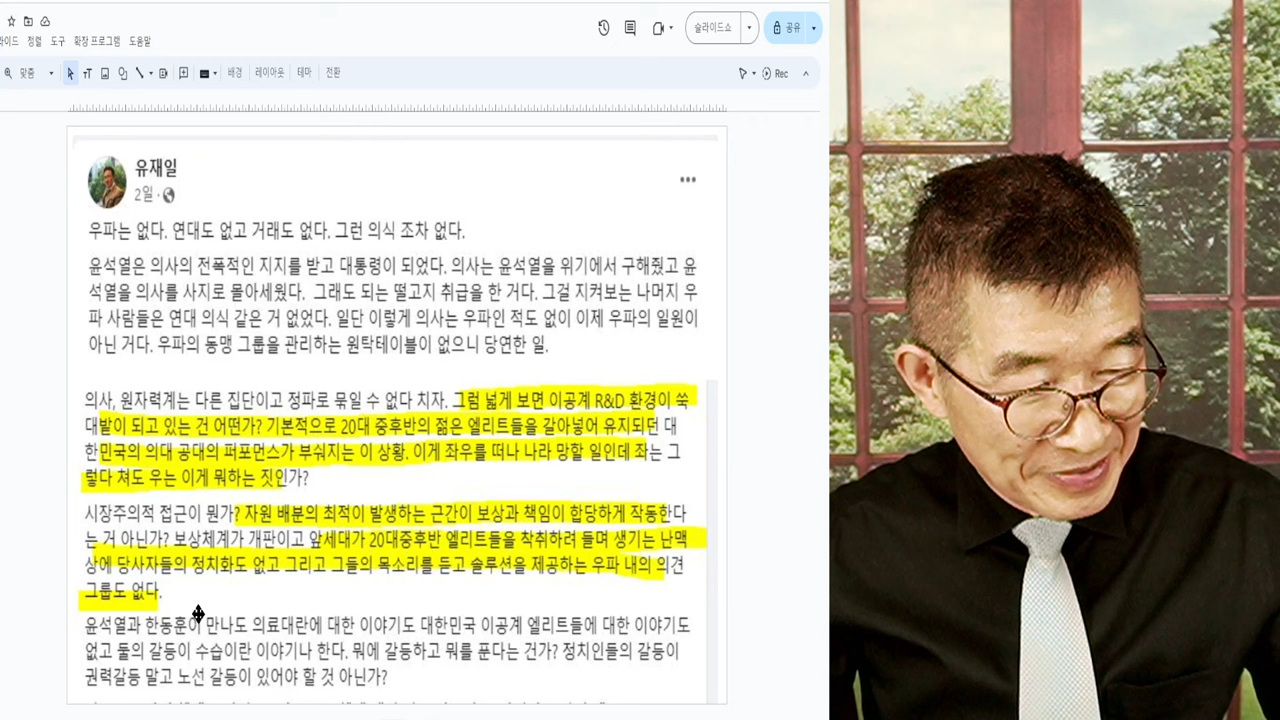 라이드 정렬 도구 확장 프로그램 도움말
슬라이드쇼
공유
맞춤
배경 레이아웃 테마 전환
Rec
유재일
2일
우파는 없다. 연대도 없고 거래도 없다. 그런 의식 조차 없다.
윤석열은 의사의 전폭적인 지지를 받고 대통령이 되었다. 의사는 윤석열을 위기에서 구해줬고 윤
석열을 의사를 사지로 몰아세웠다. 그래도 되는 떨고지 취급을 한 거다. 그걸 지켜보는 나머지 우
파 사람들은 연대 의식 같은 거 없었다. 일단 이렇게 의사는 우파인 적도 없이 이제 우파의 일원이
아닌 거다. 우파의 동맹 그룹을 관리하는 원탁테이블이 없으니 당연한 일.
의사, 원자력계는 다른 집단이고 정파로 묶일 수 없다 치자. 그럼 넓게 보면 이공계 R&D 환경이 쑥
대밭이 되고 있는 건 어떤가? 기본적으로 20대 중후반의 젊은 엘리트들을 갈아넣어 유지되던 대
한민국의 의대 공대의 퍼포먼스가 부숴지는 이 상황. 이게 좌우를 떠나 나라 망할 일인데 좌는 그
렇다 쳐도 우는 이게 뭐하는 짓인가?
시장주의적 접근이 뭔가? 자원 배분의 최적이 발생하는 근간이 보상과 책임이 합당하게 작동한다
는 거 아닌가? 보상체계가 개판이고 앞세대가 20대중후반 엘리트들을 착취하려 들며 생기는 난맥
상에 당사자들의 정치화도 없고 그리고 그들의 목소리를 듣고 솔루션을 제공하는 우파 내의 의견
그룹도 없다.
윤석열과 한동훈이 만나도 의료대란에 대한 이야기도 대한민국 이공계 엘리트들에 대한 이야기도
없고 둘의 갈등이 수습이란 이야기나 한다. 뭐에 갈등하고 뭐를 푼다는 건가? 정치인들의 갈등이
권력갈등 말고 노선 갈등이 있어야 할 것 아닌가?